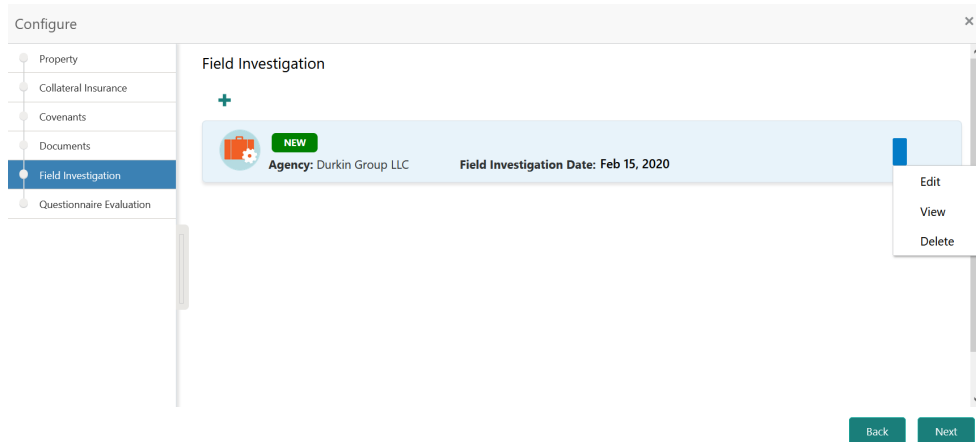 Configure
Property
Collateral Insurance
Covenants
Documents
Field Investigation
Questionnaire Evaluation
Field Investigation
NEW
Agency: Durkin Group LLC Field Investigation Date: Feb 15, 2020
Edit
View
Delete
Back Next